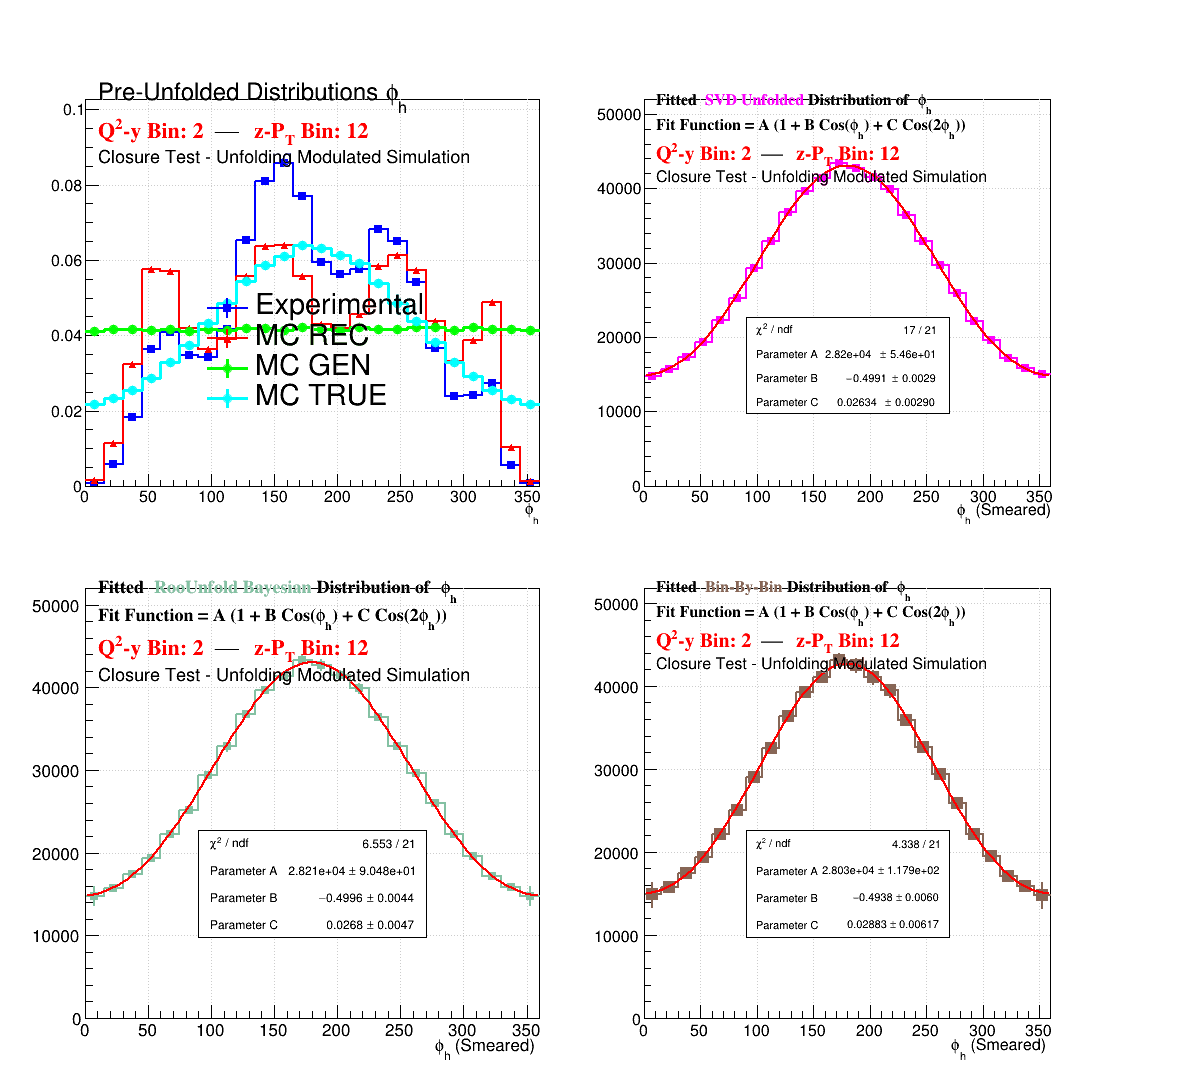 Pre-Unfolded Distributions ϕh
Q2-y Bin: 2 — z-PT Bin: 12
Closure Test - Unfolding Modulated Simulation
0.1
0.08
0.06
0.04
0.02
0
Experimental
MC REC
MC GEN
MC TRUE
0 50 100 150 200 250 300 350
ϕh
Fitted SVD Unfolded Distribution of ϕh
Fit Function = A (1 + B Cos(ϕh) + C Cos(2ϕh))
Q2-y Bin: 2 — z-PT Bin: 12
Closure Test - Unfolding Modulated Simulation
50000
40000
30000
20000
10000
0
χ2 / ndf 17 / 21
Parameter A 2.82e+04 ± 5.46e+01
Parameter B −0.4991 ± 0.0029
Parameter C 0.02634 ± 0.00290
0 50 100 150 200 250 300 350
ϕh (Smeared)
Fitted RooUnfold Bayesian Distribution of ϕh
Fit Function = A (1 + B Cos(ϕh) + C Cos(2ϕh))
Q2-y Bin: 2 — z-PT Bin: 12
Closure Test - Unfolding Modulated Simulation
50000
40000
30000
20000
10000
0
χ2 / ndf 6.553 / 21
Parameter A 2.821e+04 ± 9.048e+01
Parameter B −0.4996 ± 0.0044
Parameter C 0.0268 ± 0.0047
0 50 100 150 200 250 300 350
ϕh (Smeared)
Fitted Bin-By-Bin Distribution of ϕh
Fit Function = A (1 + B Cos(ϕh) + C Cos(2ϕh))
Q2-y Bin: 2 — z-PT Bin: 12
Closure Test - Unfolding Modulated Simulation
50000
40000
30000
20000
10000
0
χ2 / ndf 4.338 / 21
Parameter A 2.803e+04 ± 1.179e+02
Parameter B −0.4938 ± 0.0060
Parameter C 0.02883 ± 0.00617
0 50 100 150 200 250 300 350
ϕh (Smeared)